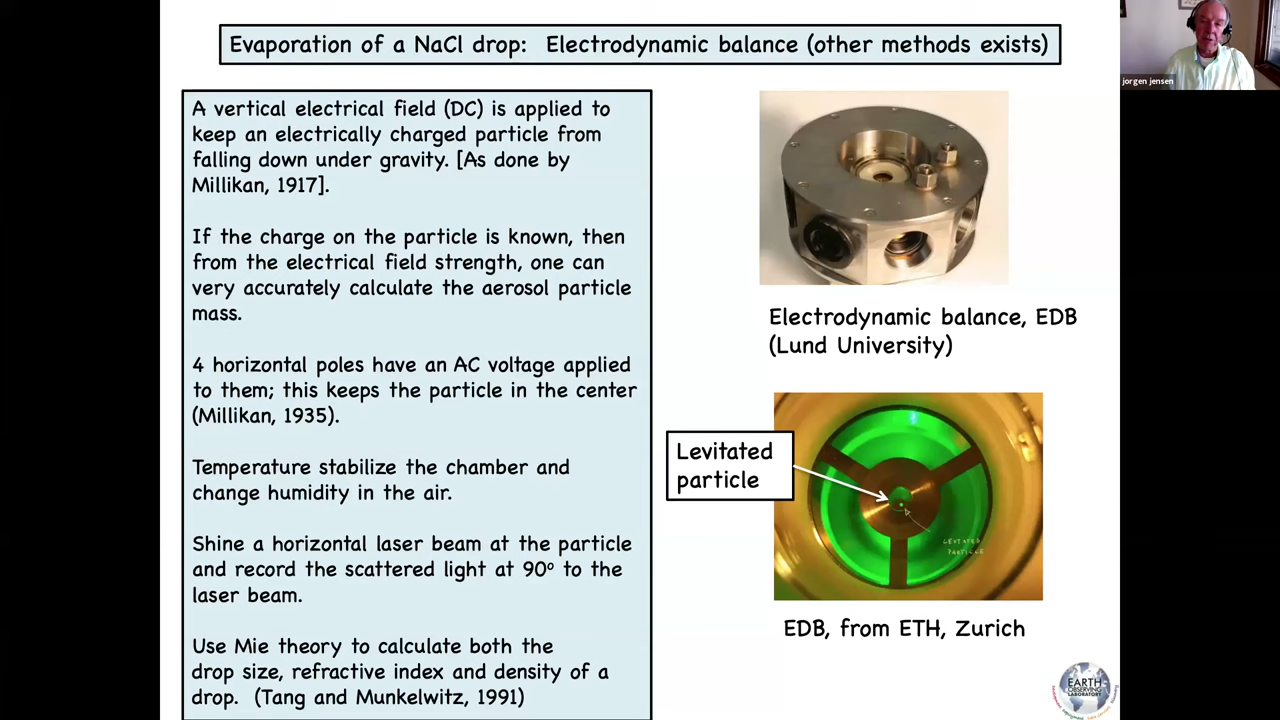 Evaporation of a NaCl drop: Electrodynamic balance (other methods exists)
jorgen jensen
A vertical electrical field (DC) is applied to
keep an electrically charged particle from
falling down under gravity. [As done by
Millikan, 1917].
If the charge on the particle is known, then
from the electrical field strength, one can
very accurately calculate the aerosol particle
mass.
4 horizontal poles have an AC voltage applied
to them; this keeps the particle in the center
(Millikan, 1935).
Temperature stabilize the chamber and
change humidity in the air.
Shine a horizontal laser beam at the particle
and record the scattered light at 90º to the
laser beam.
Use Mie theory to calculate both the
drop size, refractive index and density of a
drop. (Tang and Munkelwitz, 1991)
Electrodynamic balance, EDB
(Lund University)
Levitated
particle
LEVITATED
PARTICLE
EDB, from ETH, Zurich
EARTH
OBSERVING
LABORATORY